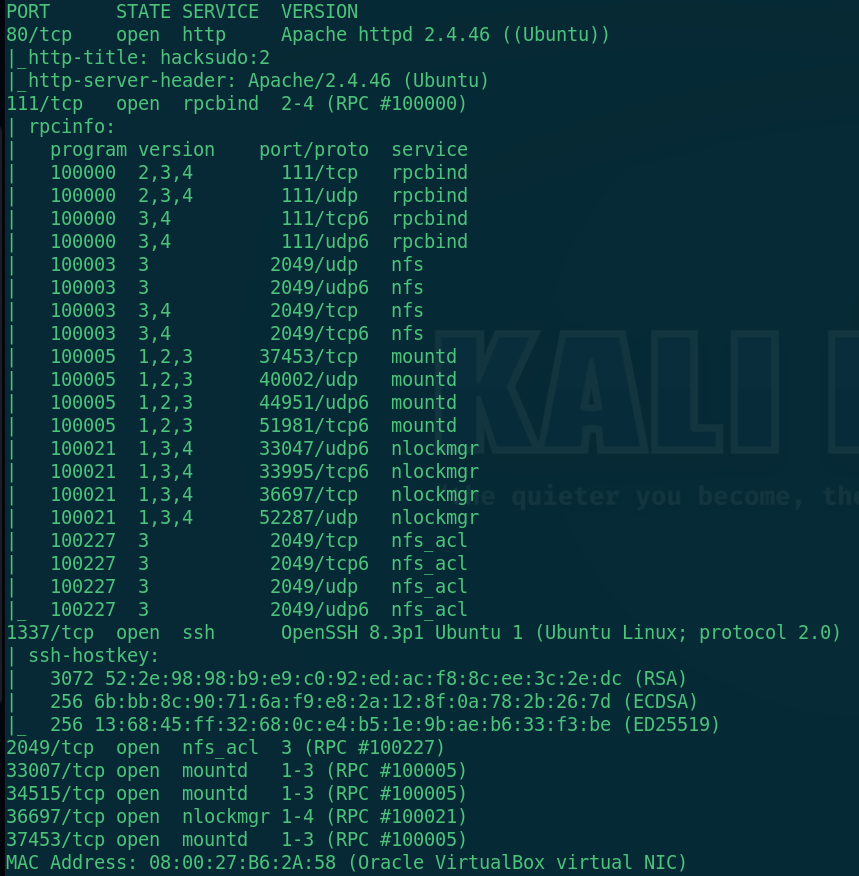 PORT      STATE SERVICE  VERSION
80/tcp    open  http     Apache httpd 2.4.46 ((Ubuntu))
|_http-title: hacksudo:2
|_http-server-header: Apache/2.4.46 (Ubuntu)
111/tcp   open  rpcbind  2-4 (RPC #100000)
| rpcinfo:
|   program version    port/proto  service
|   100000  2,3,4        111/tcp   rpcbind
|   100000  2,3,4        111/udp   rpcbind
|   100000  3,4          111/tcp6  rpcbind
|   100000  3,4          111/udp6  rpcbind
|   100003  3           2049/udp   nfs
|   100003  3           2049/udp6  nfs
|   100003  3,4         2049/tcp   nfs
|   100003  3,4         2049/tcp6  nfs
|   100005  1,2,3      37453/tcp   mountd
|   100005  1,2,3      40002/udp   mountd
|   100005  1,2,3      44951/udp6  mountd
|   100005  1,2,3      51981/tcp6  mountd
|   100021  1,3,4      33047/udp6  nlockmgr
|   100021  1,3,4      33995/tcp6  nlockmgr
|   100021  1,3,4      36697/tcp   nlockmgr
|   100021  1,3,4      52287/udp   nlockmgr
|   100227  3           2049/tcp   nfs_acl
|   100227  3           2049/tcp6  nfs_acl
|   100227  3           2049/udp   nfs_acl
|_  100227  3           2049/udp6  nfs_acl
1337/tcp  open  ssh      OpenSSH 8.3p1 Ubuntu 1 (Ubuntu Linux; protocol 2.0)
| ssh-hostkey:
|   3072 52:2e:98:98:b9:e9:c0:92:ed:ac:f8:8c:ee:3c:2e:dc (RSA)
|   256 6b:bb:8c:90:71:6a:f9:e8:2a:12:8f:0a:78:2b:26:7d (ECDSA)
|_  256 13:68:45:ff:32:68:0c:e4:b5:1e:9b:ae:b6:33:f3:be (ED25519)
2049/tcp  open  nfs_acl  3 (RPC #100227)
33007/tcp open  mountd   1-3 (RPC #100005)
34515/tcp open  mountd   1-3 (RPC #100005)
36697/tcp open  nlockmgr 1-4 (RPC #100021)
37453/tcp open  mountd   1-3 (RPC #100005)
MAC Address: 08:00:27:B6:2A:58 (Oracle VirtualBox virtual NIC)
KALI
quieter you become,